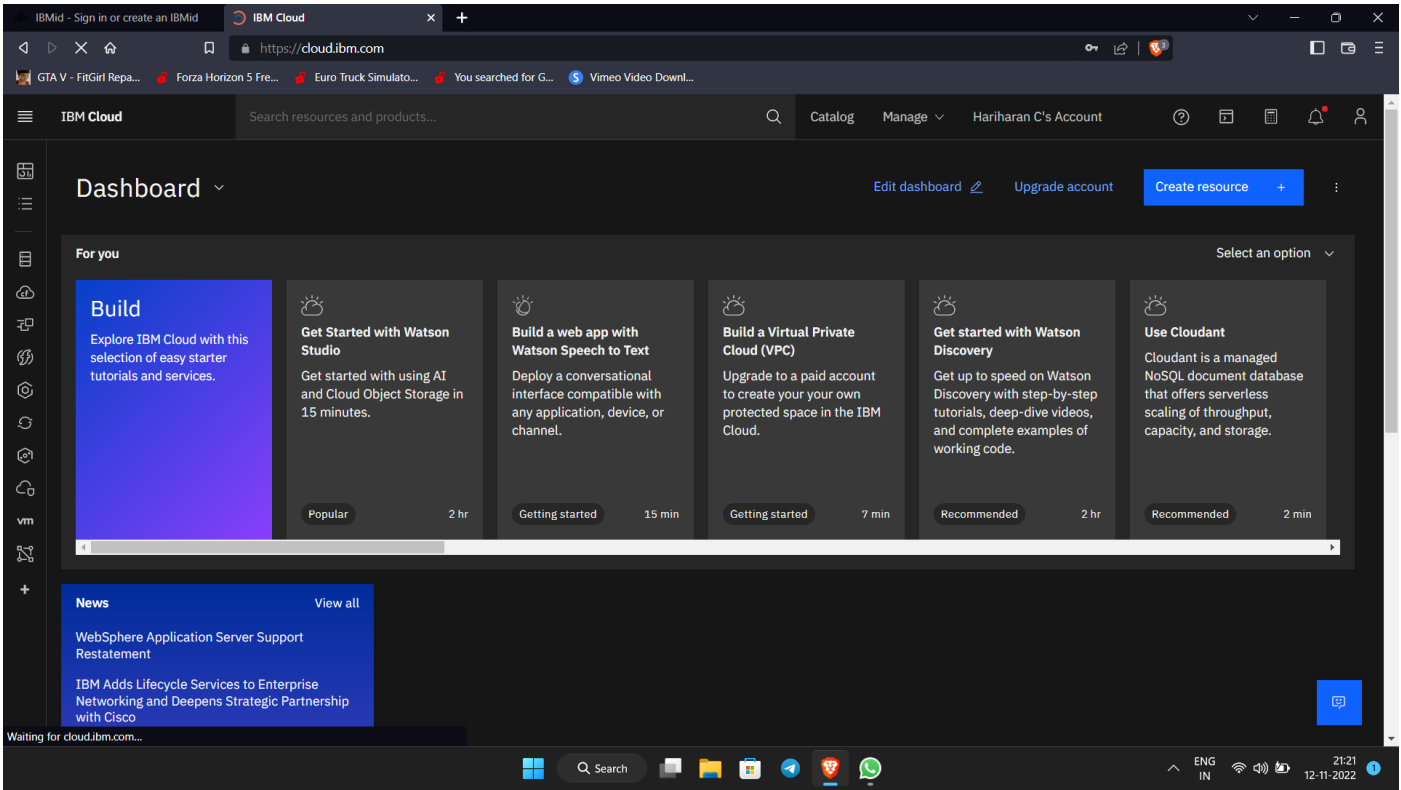 IBMid - Sign in or create an IBMid
IBM Cloud
https://cloud.ibm.com
3
GTA V - FitGirl Repa...
Forza Horizon 5 Fre...
Euro Truck Simulato...
You searched for G...
S
Vimeo Video Downl...
IBM Cloud
Search resources and products...
Catalog
Manage
Hariharan C's Account
Dashboard
Edit dashboard
Upgrade account
Create resource +
For you
Select an option
Build
Explore IBM Cloud with this
selection of easy starter
tutorials and services.
Get Started with Watson
Studio
Get started with using AI
and Cloud Object Storage in
15 minutes.
Popular
2 hr
Build a web app with
Watson Speech to Text
Deploy a conversational
interface compatible with
any application, device, or
channel.
Getting started
15 min
Build a Virtual Private
Cloud (VPC)
Upgrade to a paid account
to create your your own
protected space in the IBM
Cloud.
Getting started
7 min
Get started with Watson
Discovery
Get up to speed on Watson
Discovery with step-by-step
tutorials, deep-dive videos,
and complete examples of
working code.
Recommended
2 hr
Use Cloudant
Cloudant is a managed
NoSQL document database
that offers serverless
scaling of throughput,
capacity, and storage.
Recommended
2 min
cf
vm
News
View all
WebSphere Application Server Support
Restatement
IBM Adds Lifecycle Services to Enterprise
Networking and Deepens Strategic Partnership
with Cisco
Waiting for cloud.ibm.com...
Search
ENG
IN
21:21
12-11-2022
1